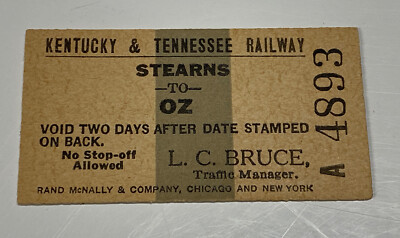 KENTUCKY & TENNESSEE RAILWAY
STEARNS
—TO—
OZ
VOID TWO DAYS AFTER DATE STAMPED
ON BACK.
No Stop-off
Allowed
L. C. BRUCE,
Traffic Manager.
RAND McNALLY & COMPANY, CHICAGO AND NEW YORK
A 4893